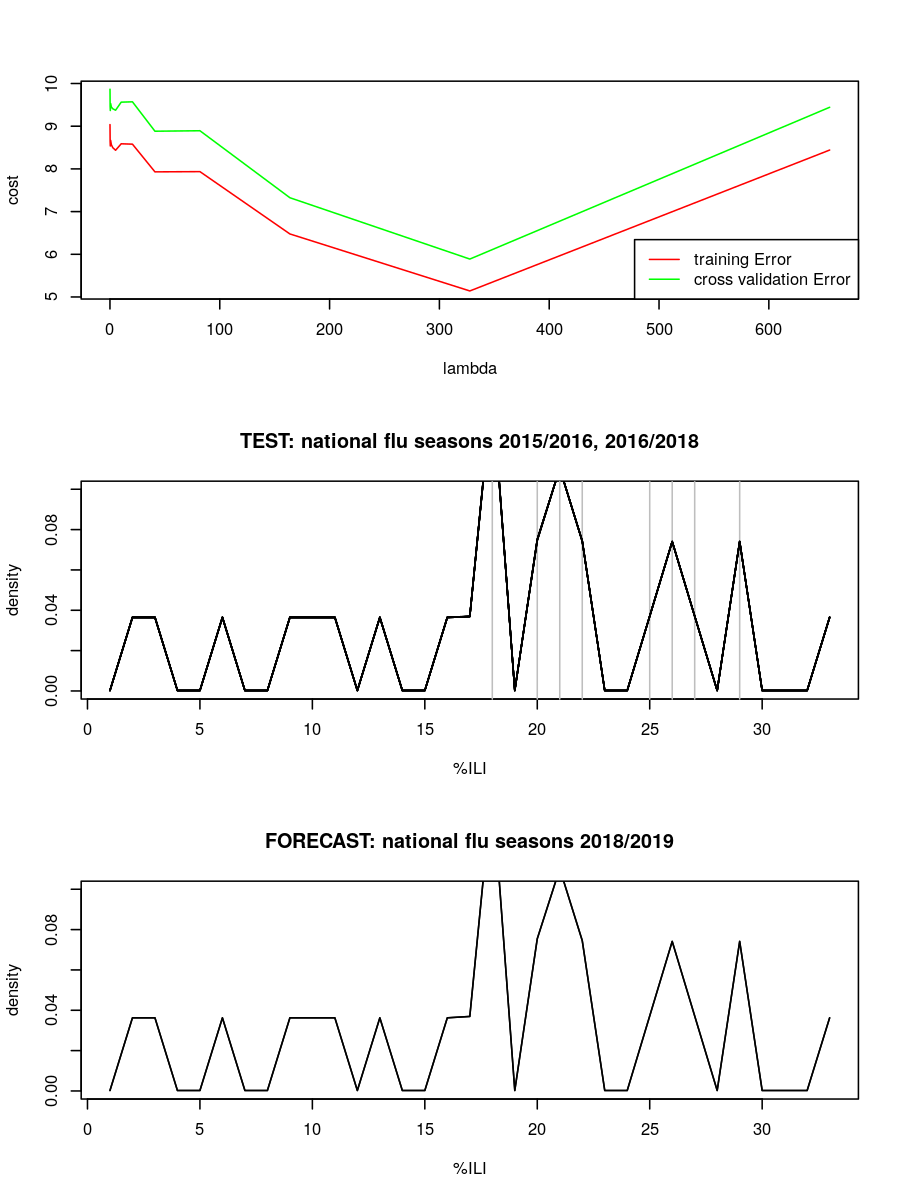 10
9
8
7
6
5
cost
training Error
cross validation Error
0 100 200 300 400 500 600
lambda
TEST: national flu seasons 2015/2016, 2016/2018
0.08
0.04
0.00
density
0 5 10 15 20 25 30
%ILI
FORECAST: national flu seasons 2018/2019
0.08
0.04
0.00
density
0 5 10 15 20 25 30
%ILI